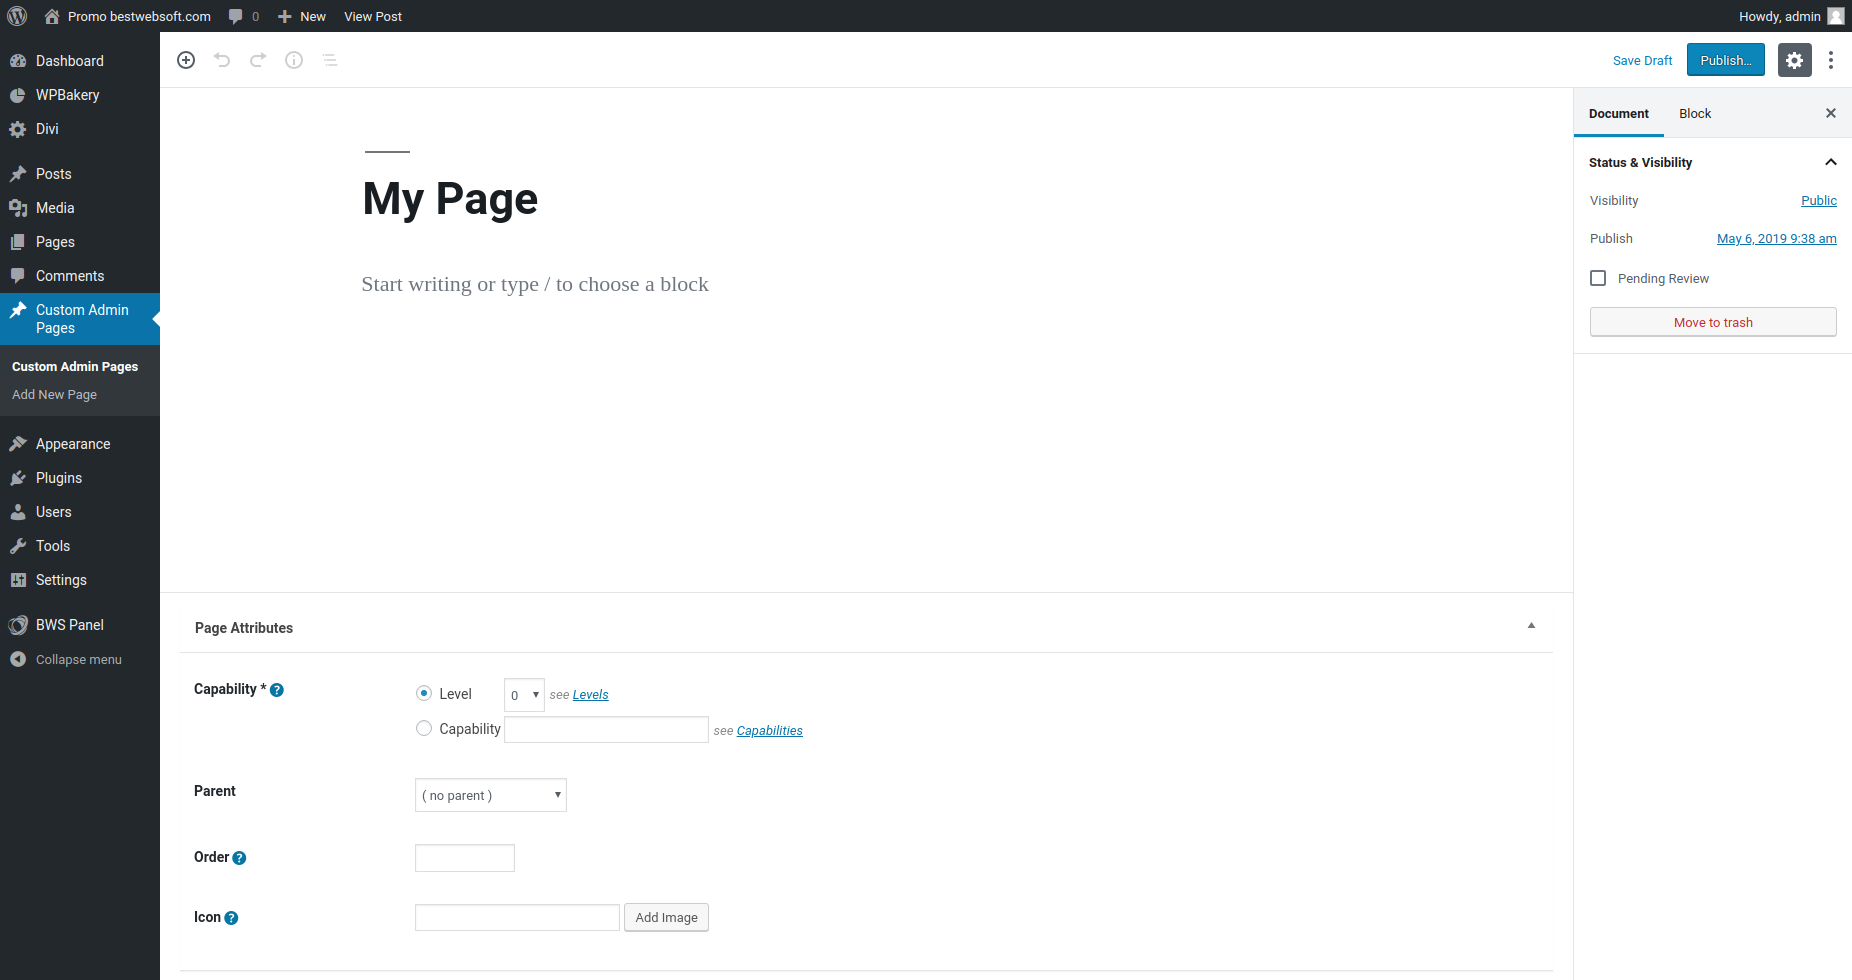 Promo bestwebsoft.com 0 New View Post Howdy, admin
Dashboard
WPBakery
Divi
Posts
Media
Pages
Comments
Custom Admin
Pages
Custom Admin Pages
Add New Page
Appearance
Plugins
Users
Tools
Settings
BWS Panel
Collapse menu
Save Draft Publish...
My Page
Start writing or type / to choose a block
Document Block
Status & Visibility
Visibility Public
Publish May 6, 2019 9:38 am
Pending Review
Move to trash
Page Attributes
Capability * ? Level 0 see Levels
Capability see Capabilities
Parent ( no parent )
Order ?
Icon ? Add Image